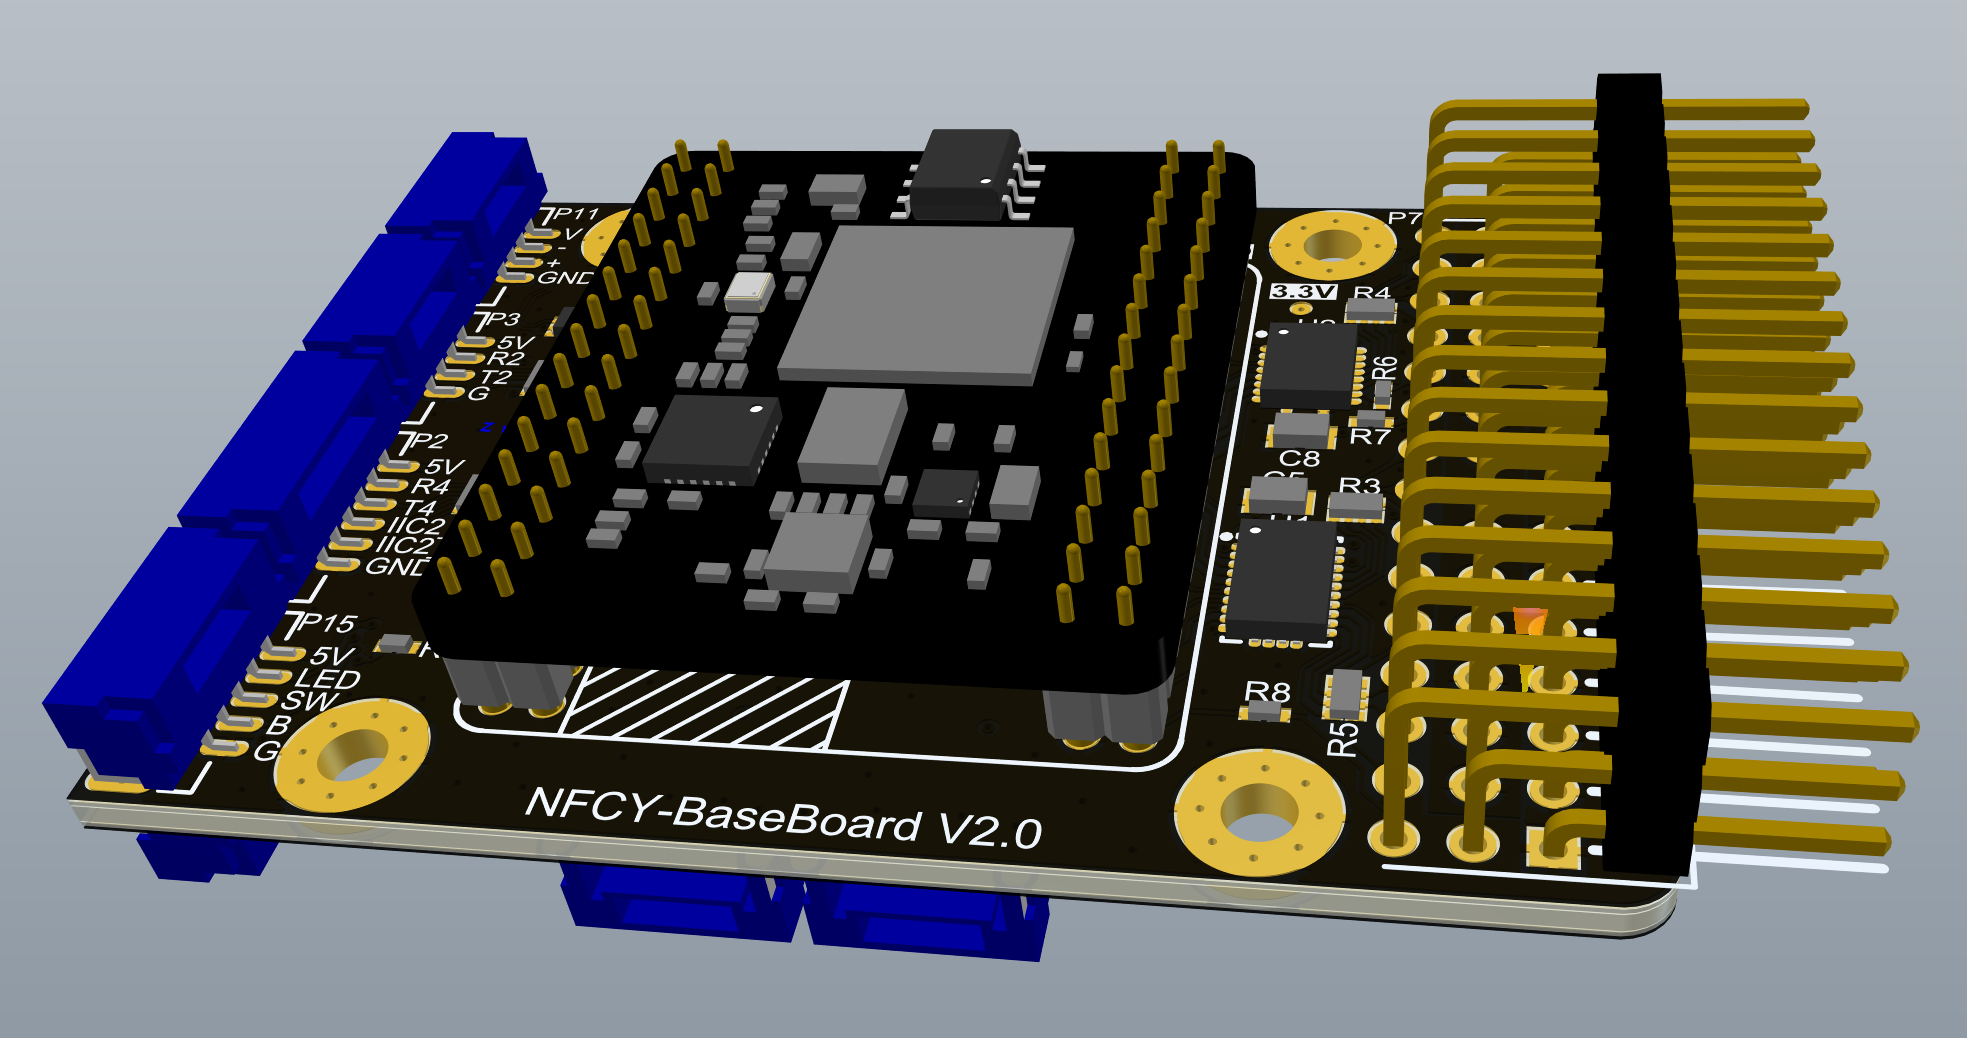 P11
V
-
+
GND
P3
5V
R2
T2
G
P2
5V
R4
T4
IIC2
IIC2
GND
P15
5V
LED
SW
B
G
z
P7
3.3V
R4
R6
R7
C8
R3
R8
R5
NFCY-BaseBoard V2.0